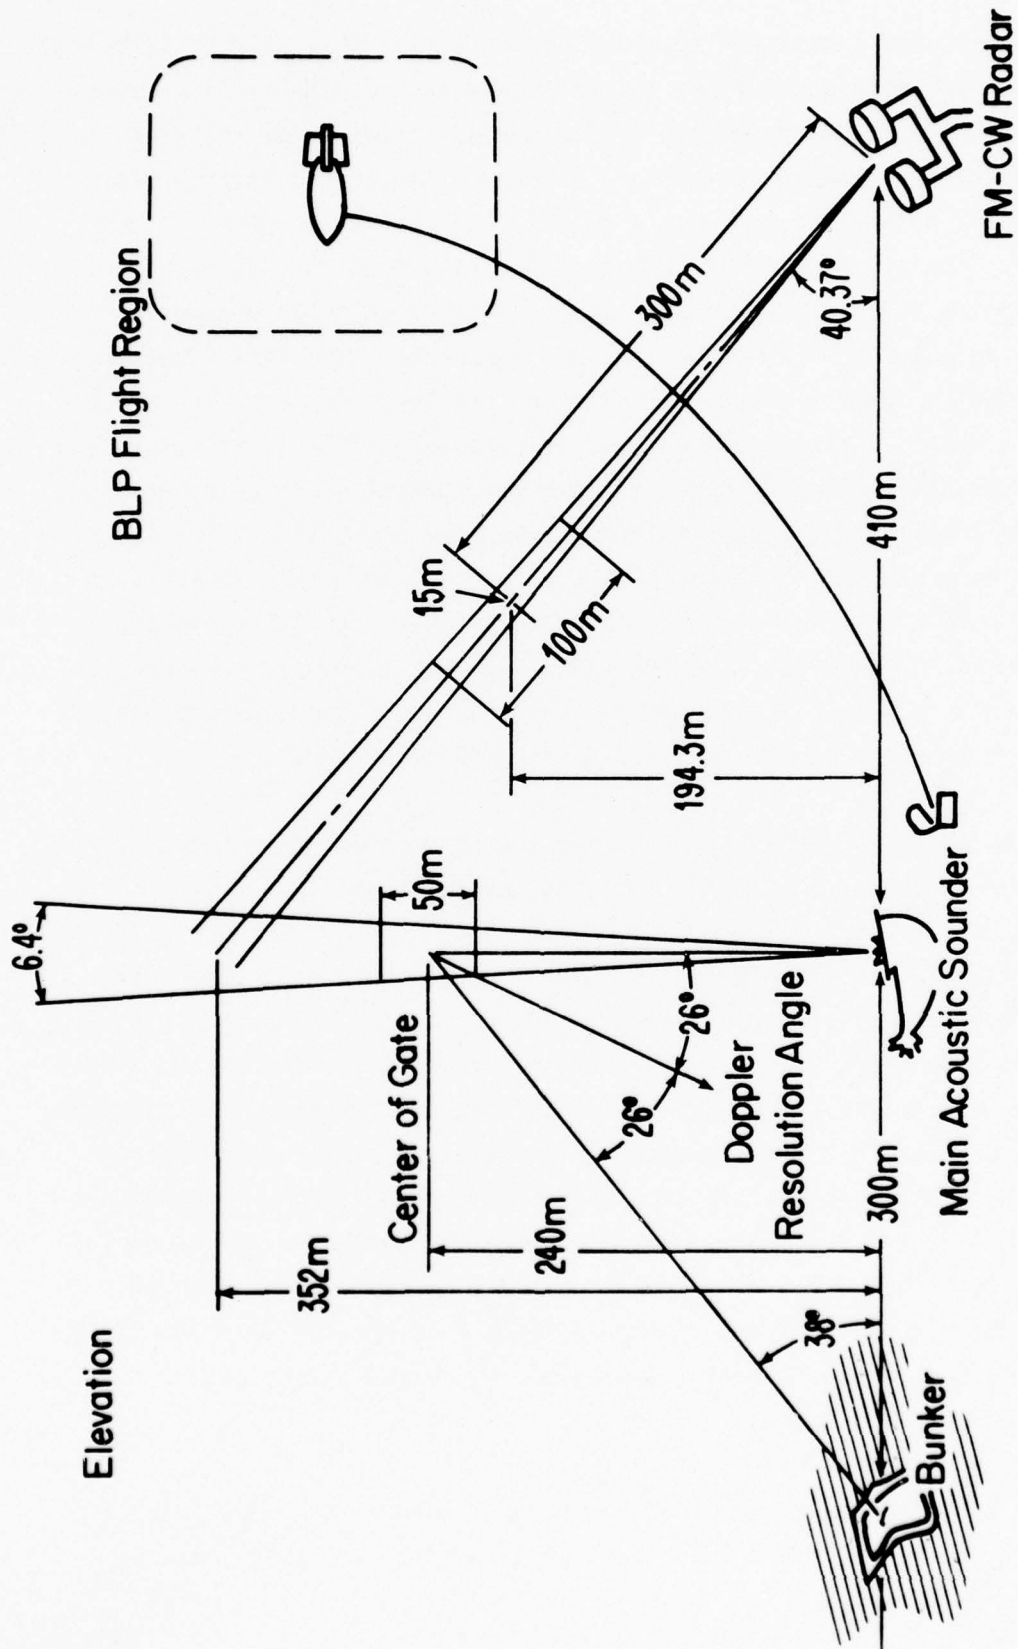 Elevation
BLP Flight Region
6.4°
352m
Center of Gate
50m
15m
300m
240m
100m
194.3m
26°
26°
Doppler
Resolution Angle
38°
40.37°
300m
410m
Bunker
Main Acoustic Sounder
FM-CW Radar